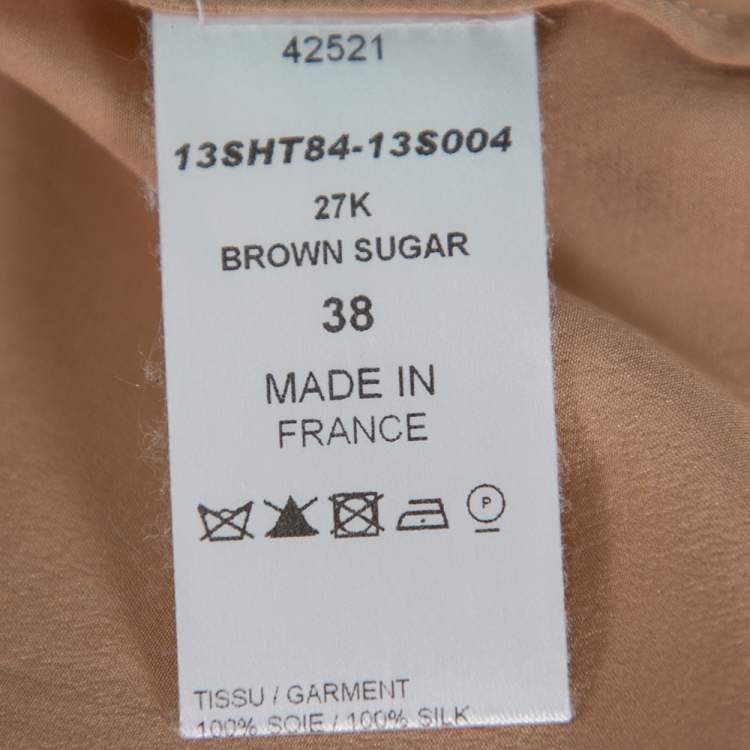 42521
13SHT84-13S004
27K
BROWN SUGAR
38
MADE IN
FRANCE
P
TISSU / GARMENT
100% SOIE / 100% SILK